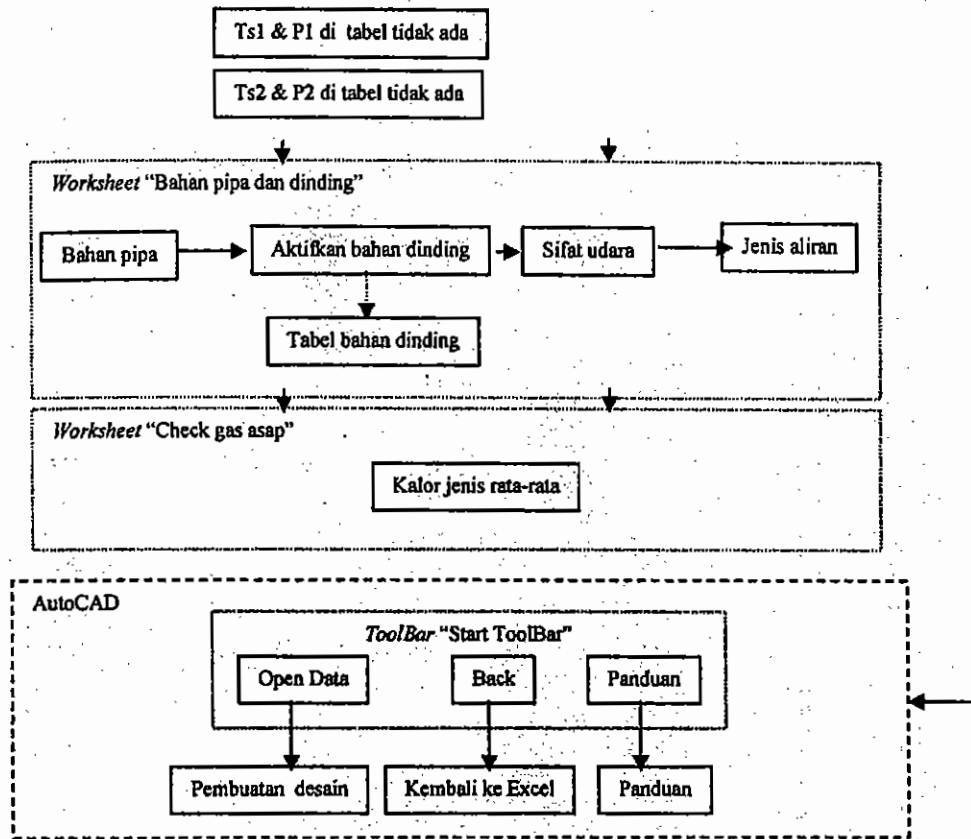 Ts1 & P1 di tabel tidak ada
Ts2 & P2 di tabel tidak ada
Worksheet “Bahan pipa dan dinding”
Bahan pipa
Aktifkan bahan dinding
Sifat udara
Jenis aliran
Tabel bahan dinding
Worksheet “Check gas asap”
Kalor jenis rata-rata
AutoCAD
ToolBar “Start ToolBar”
Open Data
Back
Panduan
Pembuatan desain
Kembali ke Excel
Panduan